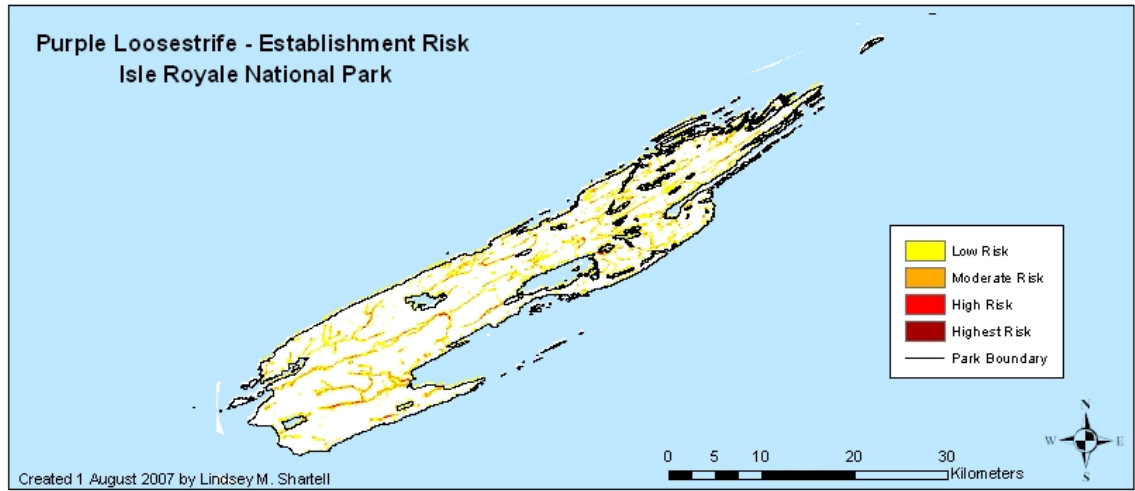 Purple Loosestrife - Establishment Risk
Isle Royale National Park
Low Risk
Moderate Risk
High Risk
Highest Risk
Park Boundary
N
W E
S
0 5 10 20 30
Kilometers
Created 1 August 2007 by Lindsey M. Shartell